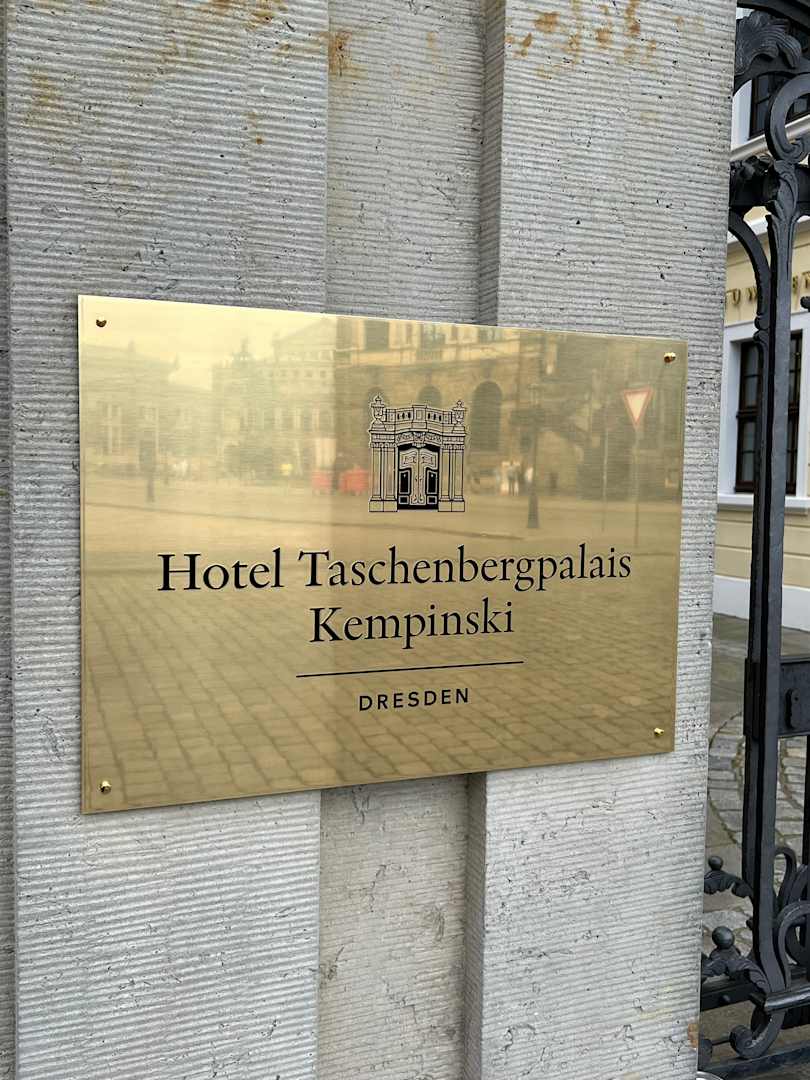 Hotel Taschenbergpalais
Kempinski
DRESDEN